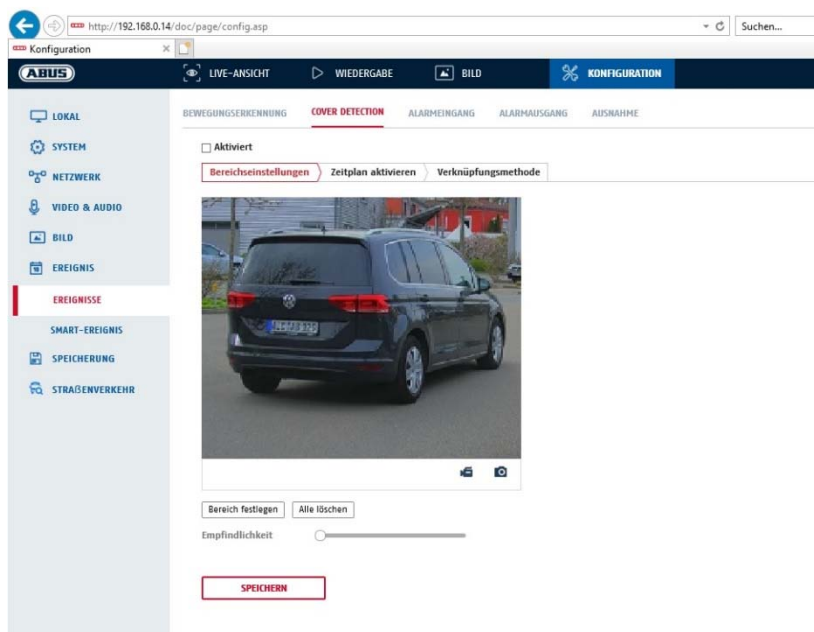 http://192.168.0.14/doc/page/config.asp
Suchen...
Konfiguration
ABUS
LIVE-ANSICHT
WIEDERGABE
BILD
KONFIGURATION
LOKAL
SYSTEM
NETZWERK
VIDEO & AUDIO
BILD
EREIGNIS
EREIGNISSE
SMART-EREIGNIS
SPEICHERUNG
STRAßENVERKEHR
BEWEGUNGSERKENNUNG
COVER DETECTION
ALARMEINGANG
ALARMAUSGANG
AUSNAHME
Aktiviert
Bereichseinstellungen
Zeitplan aktivieren
Verknüpfungsmethode
Bereich festlegen
Alle löschen
Empfindlichkeit
SPEICHERN